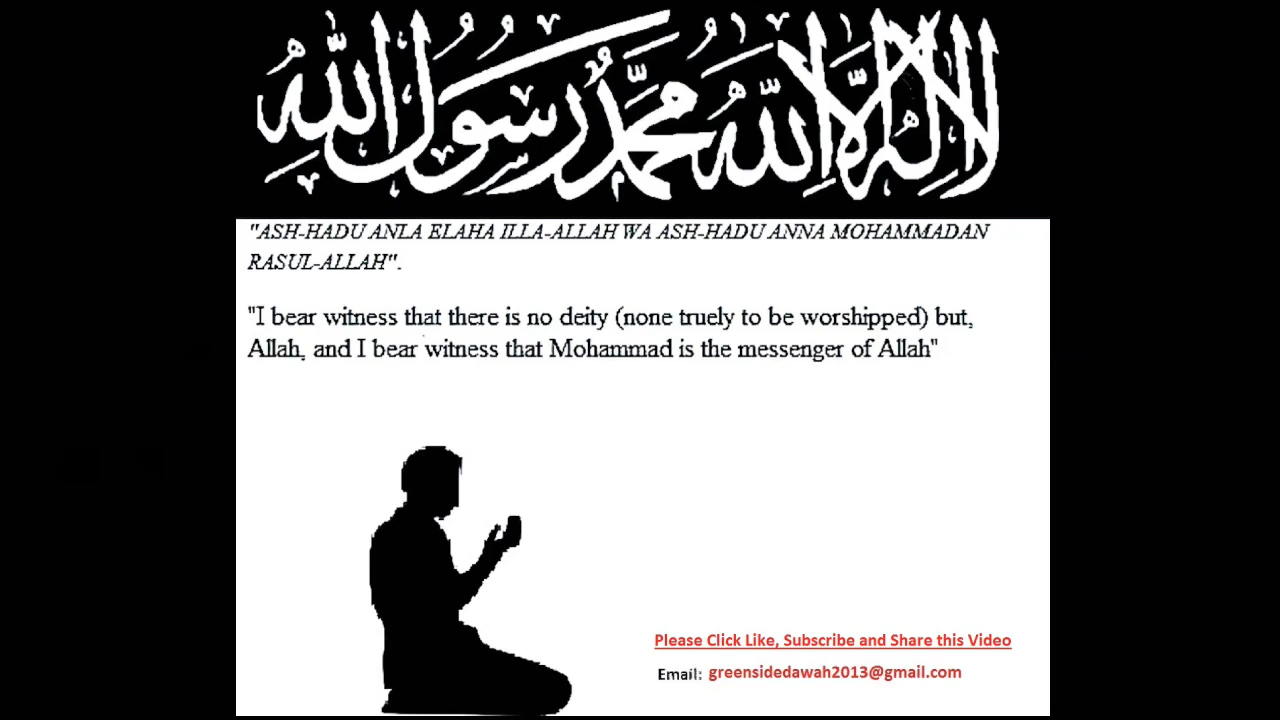 لا إله إلا الله محمد رسول الله
"ASH-HADU ANLA ELAHA ILLA-ALLAH WA ASH-HADU ANNA MOHAMMADAN
RASUL-ALLAH".
"I bear witness that there is no deity (none truely to be worshipped) but,
Allah, and I bear witness that Mohammad is the messenger of Allah"
Please Click Like, Subscribe and Share this Video
Email: greensidedawah2013@gmail.com